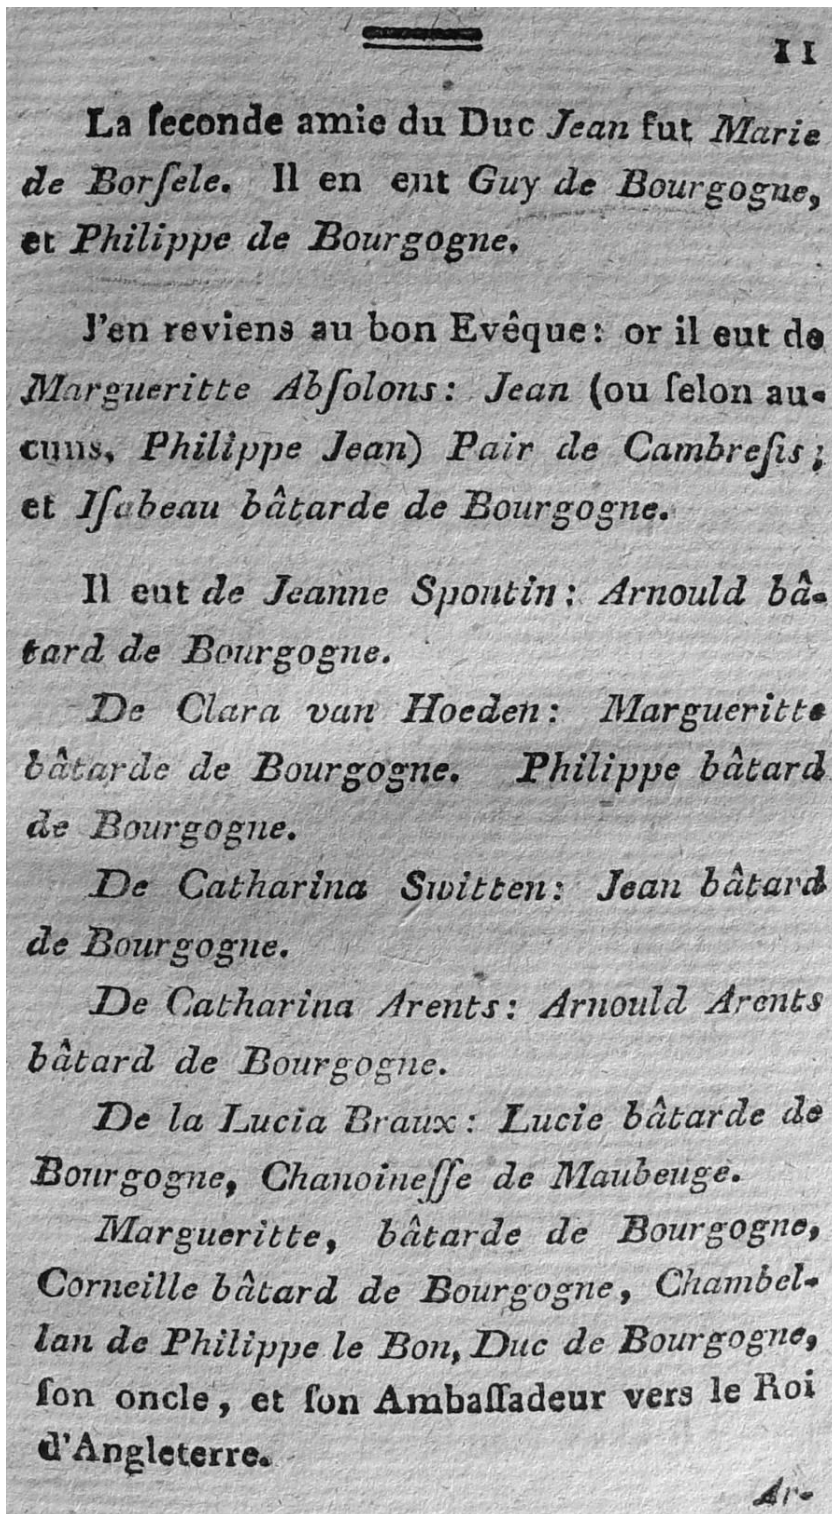 11
La ſeconde amie du Duc Jean fut Marie
de Borſele. Il en eut Guy de Bourgogne,
et Philippe de Bourgogne.
J'en reviens au bon Evêque: or il eut de
Margueritte Abſolons: Jean (ou ſelon au-
cuns, Philippe Jean) Pair de Cambreſis;
et Iſabeau bâtarde de Bourgogne.
Il eut de Jeanne Spontin: Arnould bâ-
tard de Bourgogne.
De Clara van Hoeden: Margueritte
bâtarde de Bourgogne. Philippe bâtard
de Bourgogne.
De Catharina Switten: Jean bâtard
de Bourgogne.
De Catharina Arents: Arnould Arents
bâtard de Bourgogne.
De la Lucia Braux: Lucie bâtarde de
Bourgogne, Chanoineſſe de Maubeuge.
Margueritte, bâtarde de Bourgogne,
Corneille bâtard de Bourgogne, Chambel-
lan de Philippe le Bon, Duc de Bourgogne,
ſon oncle, et ſon Ambaſſadeur vers le Roi
d'Angleterre.
Ar-